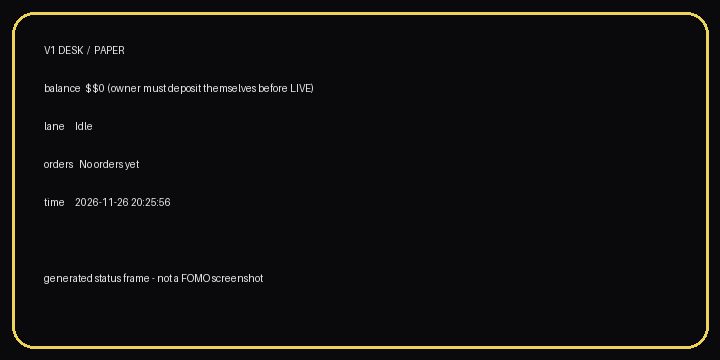 V1 DESK / PAPER
balance $$0 (owner must deposit themselves before LIVE)
lane Idle
orders No orders yet
time 2026-11-26 20:25:56
generated status frame - not a FOMO screenshot